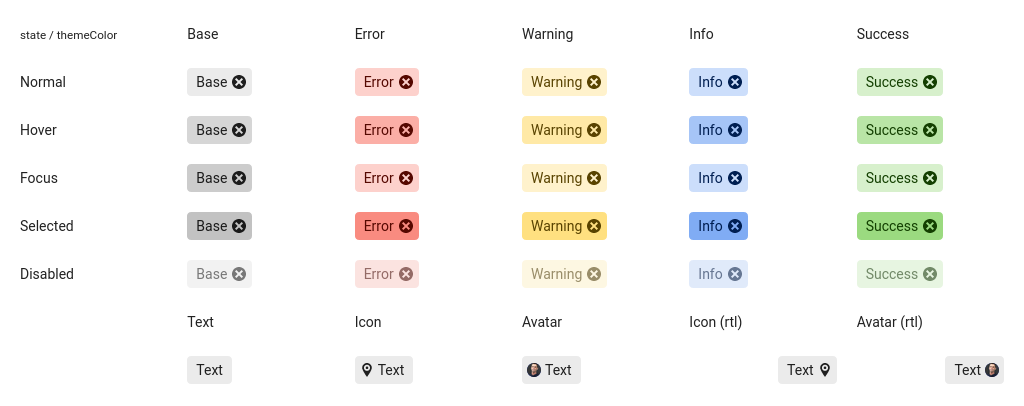 state / themeColor Base Error Warning Info Success
Normal Base Error Warning Info Success
Hover Base Error Warning Info Success
Focus Base Error Warning Info Success
Selected Base Error Warning Info Success
Disabled Base Error Warning Info Success
Text Icon Avatar Icon (rtl) Avatar (rtl)
Text Text Text Text Text